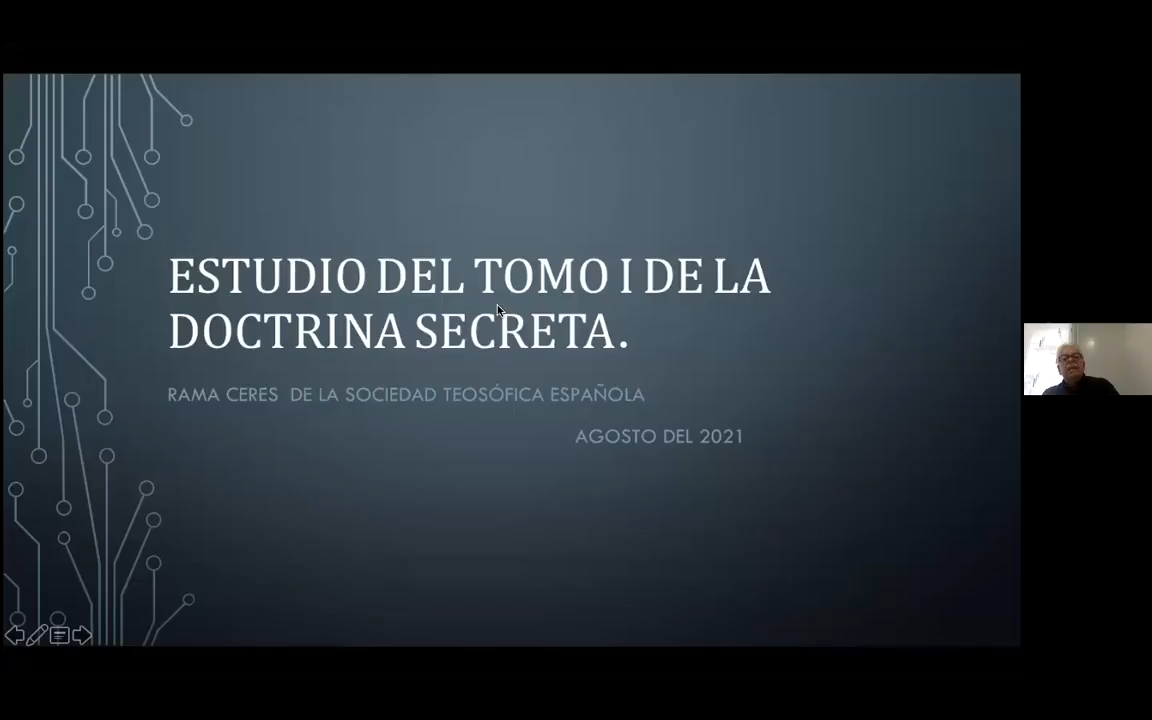 ESTUDIO DEL TOMO I DE LA
DOCTRINA SECRETA.
RAMA CERES DE LA SOCIEDAD TEOSÓFICA ESPAÑOLA
AGOSTO DEL 2021